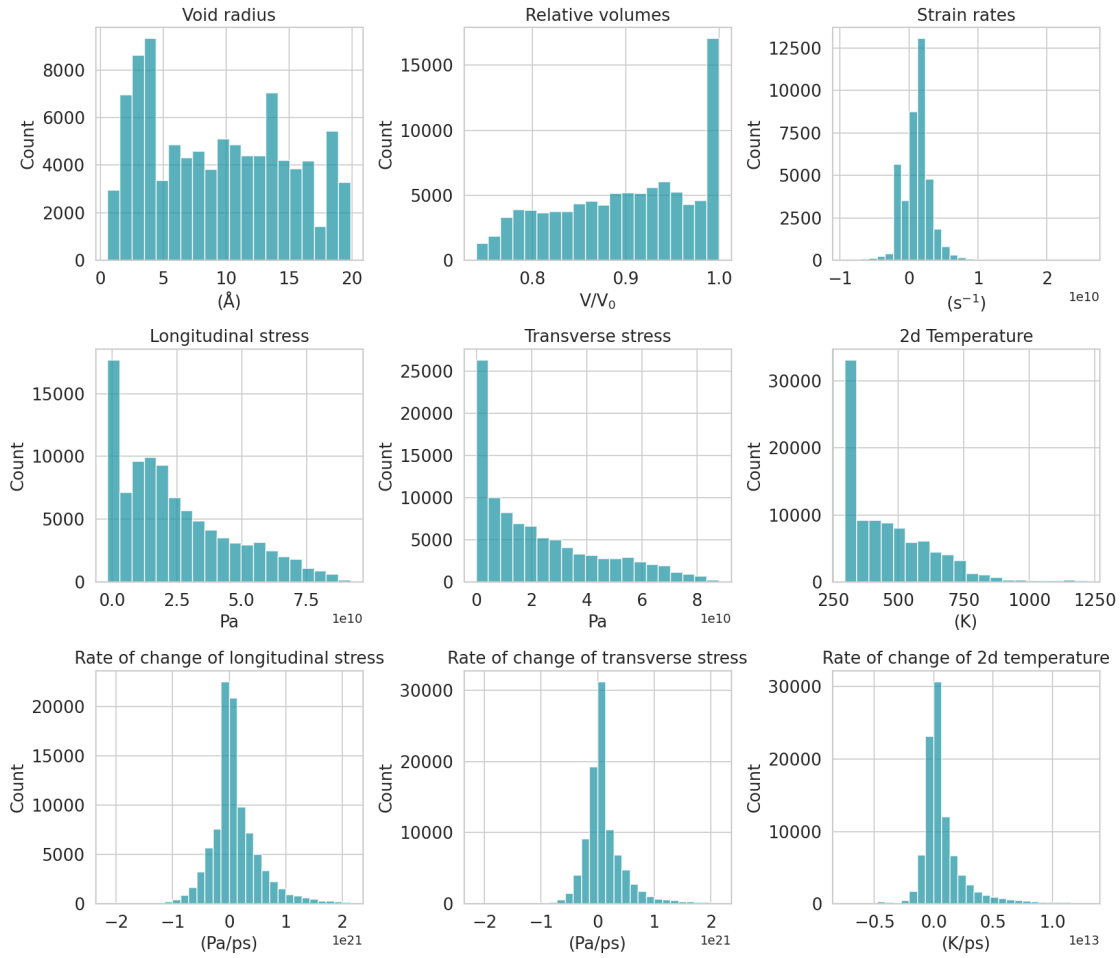 Void radius
Count
8000
6000
4000
2000
0
0 5 10 15 20
(Å)
Relative volumes
Count
15000
10000
5000
0
0.8 0.9 1.0
V/V₀
Strain rates
Count
12500
10000
7500
5000
2500
0
−1 0 1 2
1e10
(s⁻¹)
Longitudinal stress
Count
15000
10000
5000
0
0.0 2.5 5.0 7.5
1e10
Pa
Transverse stress
Count
25000
20000
15000
10000
5000
0
0 2 4 6 8
1e10
Pa
2d Temperature
Count
30000
20000
10000
0
250 500 750 1000 1250
(K)
Rate of change of longitudinal stress
Count
20000
15000
10000
5000
0
−2 −1 0 1 2
1e21
(Pa/ps)
Rate of change of transverse stress
Count
30000
20000
10000
0
−2 −1 0 1 2
1e21
(Pa/ps)
Rate of change of 2d temperature
Count
30000
20000
10000
0
−0.5 0.0 0.5 1.0
1e13
(K/ps)